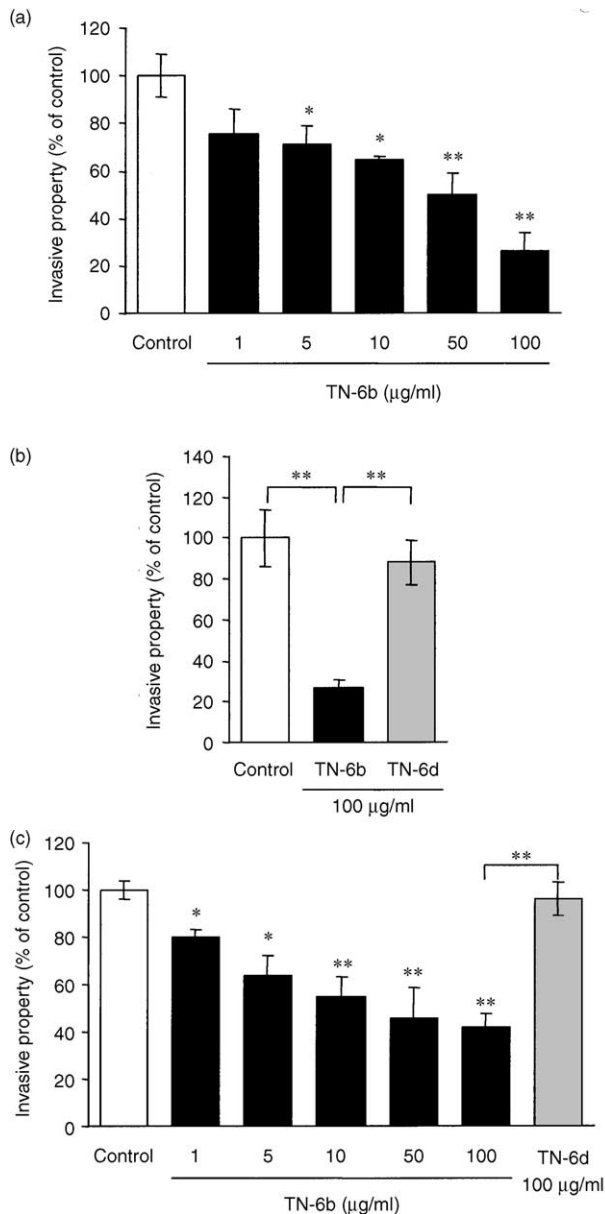 (a)
Invasive property (% of control)
120
100
80
60
40
20
0
*
*
**
**
Control 1 5 10 50 100
TN-6b (μg/ml)
(b)
Invasive property (% of control)
140
120
100
80
60
40
20
0
** **
Control TN-6b TN-6d
100 μg/ml
(c)
Invasive property (% of control)
120
100
80
60
40
20
0
*
*
**
**
**
**
Control 1 5 10 50 100 TN-6d
100 μg/ml
TN-6b (μg/ml)